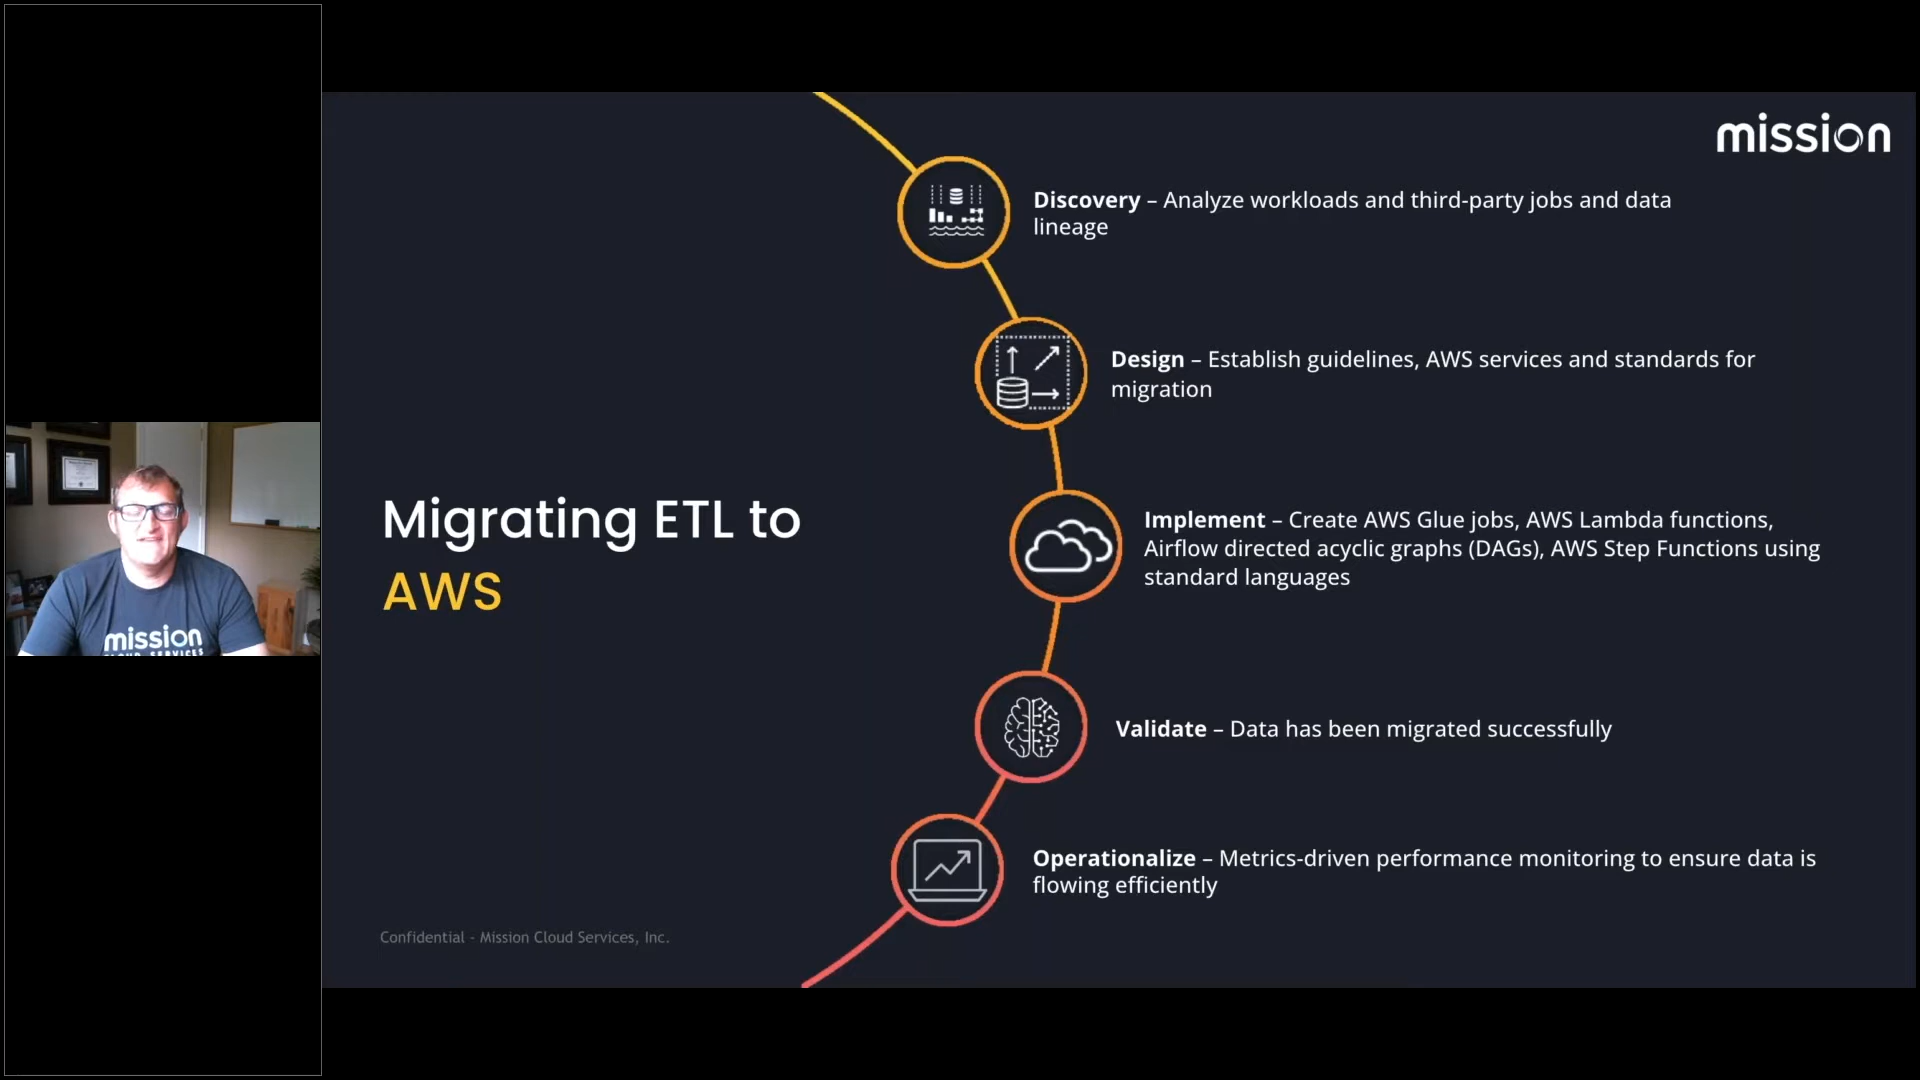 mission
Discovery – Analyze workloads and third-party jobs and data
lineage
Design – Establish guidelines, AWS services and standards for
migration
Implement – Create AWS Glue jobs, AWS Lambda functions,
Airflow directed acyclic graphs (DAGs), AWS Step Functions using
standard languages
Migrating ETL to
AWS
mission
CLOUD SERVICES
Validate – Data has been migrated successfully
Operationalize – Metrics-driven performance monitoring to ensure data is
flowing efficiently
Confidential - Mission Cloud Services, Inc.